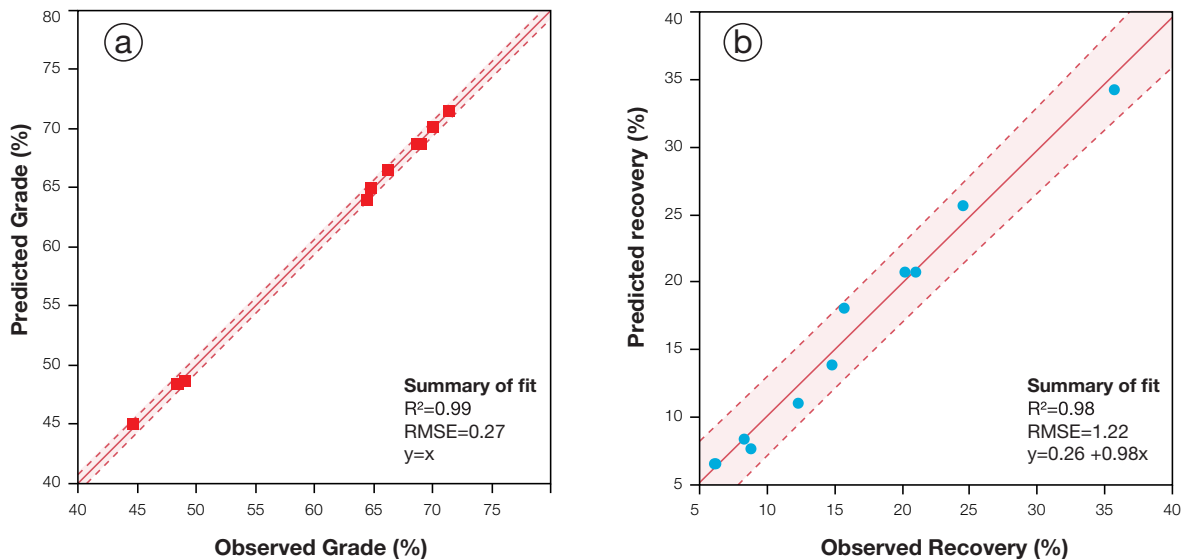 a
80
75
70
65
60
55
50
45
40
40
45
50
55
60
65
70
75
Predicted Grade (%)
Observed Grade (%)
Summary of fit
R²=0.99
RMSE=0.27
y=x
b
40
35
30
25
20
15
10
5
5
10
15
20
25
30
35
40
Predicted recovery (%)
Observed Recovery (%)
Summary of fit
R²=0.98
RMSE=1.22
y=0.26 +0.98x